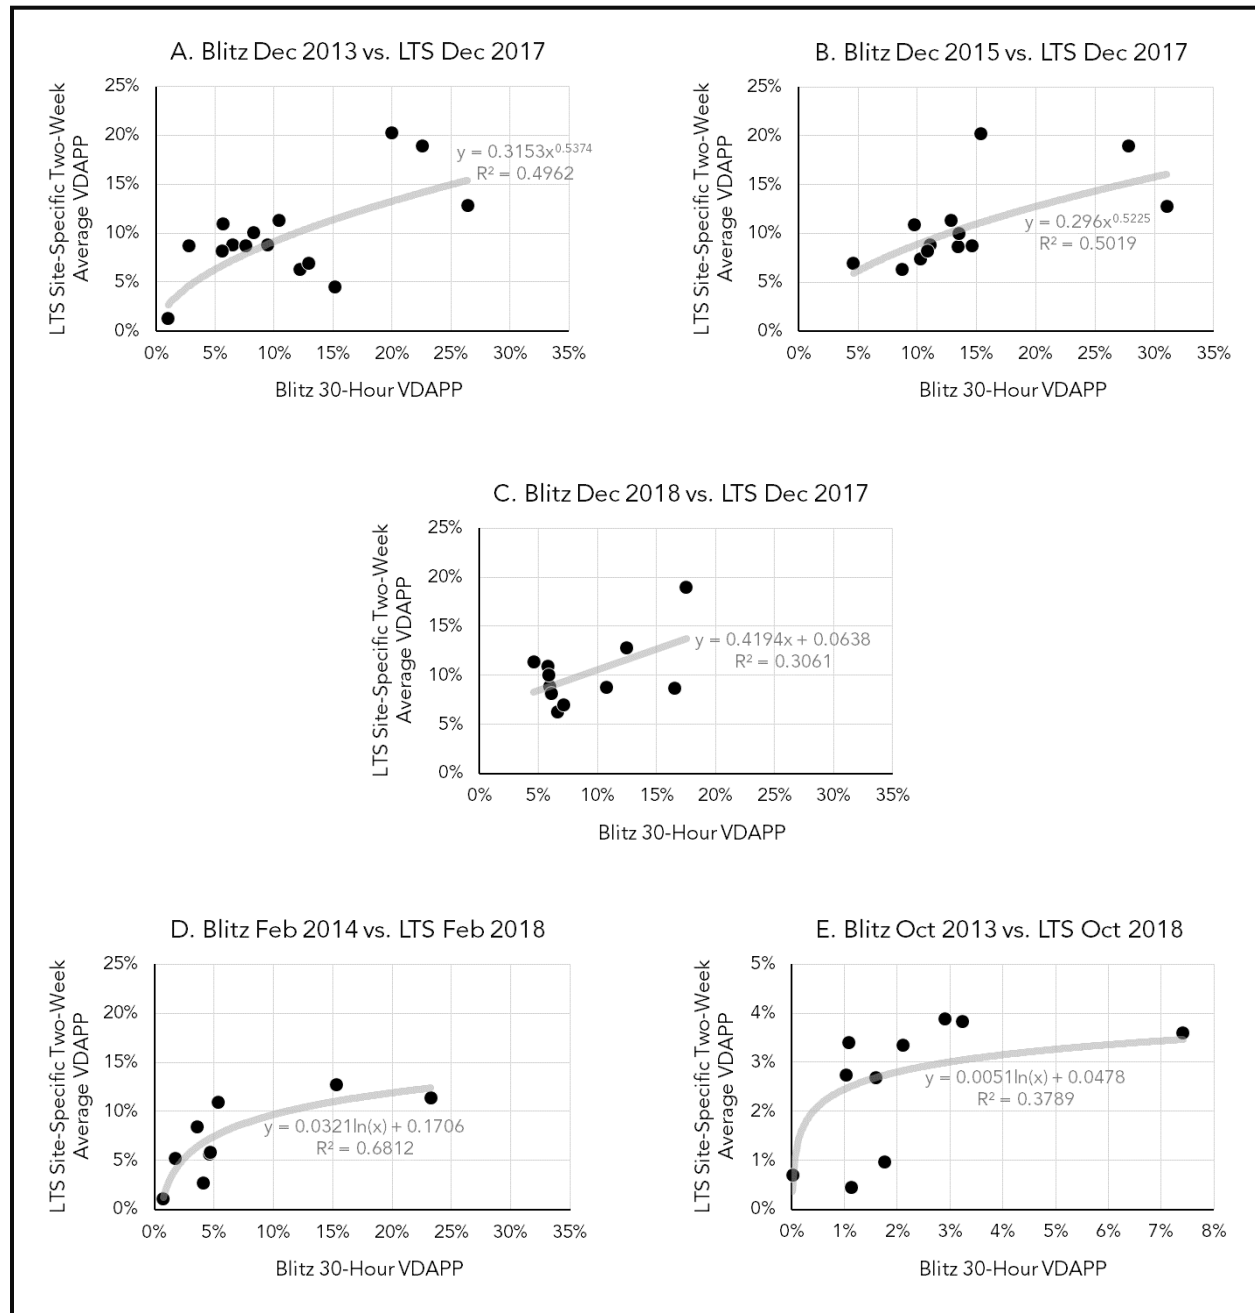 A. Blitz Dec 2013 vs. LTS Dec 2017
LTS Site-Specific Two-Week
Average VDAPP
25%
20%
15%
10%
5%
0%
y = 0.3153x^0.5374
R² = 0.4962
0% 5% 10% 15% 20% 25% 30% 35%
Blitz 30-Hour VDAPP
B. Blitz Dec 2015 vs. LTS Dec 2017
LTS Site-Specific Two-Week
Average VDAPP
25%
20%
15%
10%
5%
0%
y = 0.296x^0.5225
R² = 0.5019
0% 5% 10% 15% 20% 25% 30% 35%
Blitz 30-Hour VDAPP
C. Blitz Dec 2018 vs. LTS Dec 2017
LTS Site-Specific Two-Week
Average VDAPP
25%
20%
15%
10%
5%
0%
y = 0.4194x + 0.0638
R² = 0.3061
0% 5% 10% 15% 20% 25% 30% 35%
Blitz 30-Hour VDAPP
D. Blitz Feb 2014 vs. LTS Feb 2018
LTS Site-Specific Two-Week
Average VDAPP
25%
20%
15%
10%
5%
0%
y = 0.0321ln(x) + 0.1706
R² = 0.6812
0% 5% 10% 15% 20% 25% 30% 35%
Blitz 30-Hour VDAPP
E. Blitz Oct 2013 vs. LTS Oct 2018
LTS Site-Specific Two-Week
Average VDAPP
5%
4%
3%
2%
1%
0%
y = 0.0051ln(x) + 0.0478
R² = 0.3789
0% 1% 2% 3% 4% 5% 6% 7% 8%
Blitz 30-Hour VDAPP